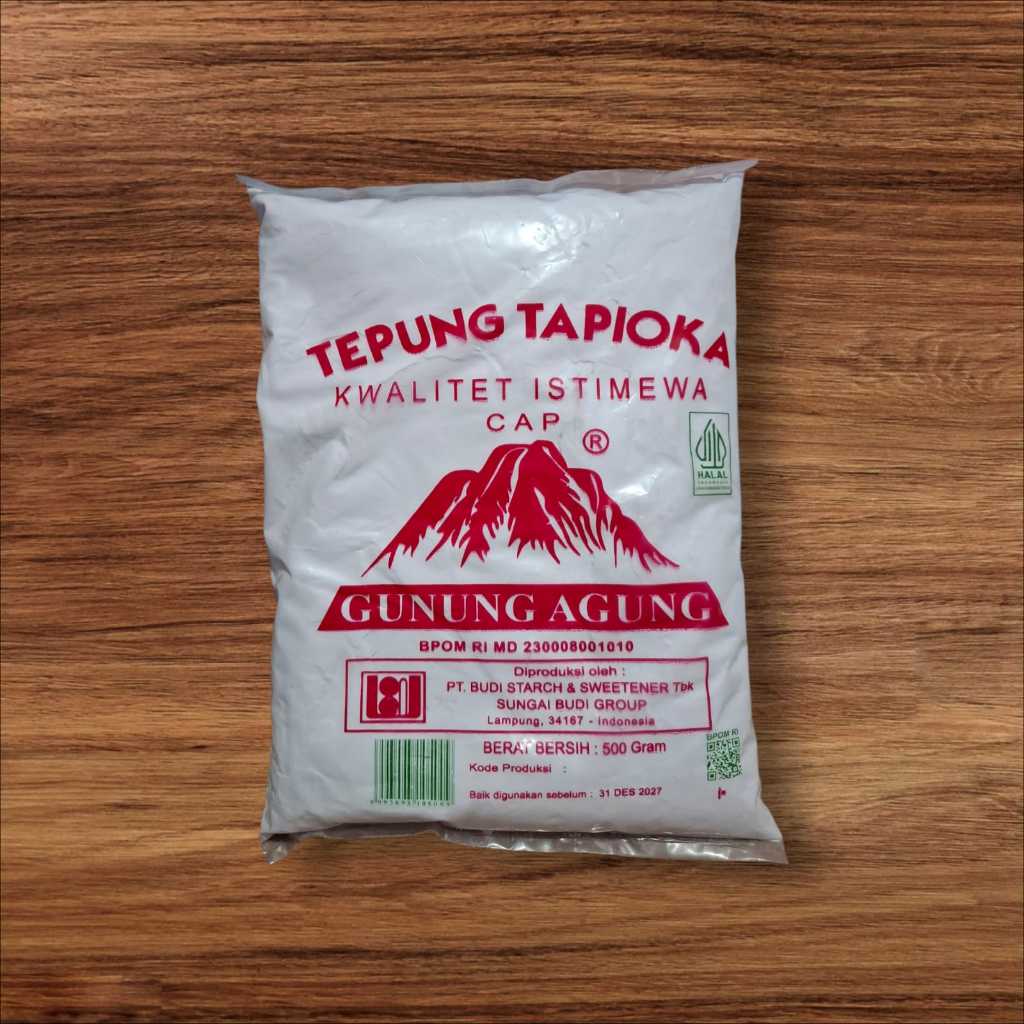 TEPUNG TAPIOKA
KWALITET ISTIMEWA
CAP
®
HALAL
INDONESIA
GUNUNG AGUNG
BPOM RI MD 230008001010
Diproduksi oleh :
PT. BUDI STARCH & SWEETENER Tbk
SUNGAI BUDI GROUP
Lampung, 34167 - Indonesia
BERAT BERSIH : 500 Gram
BPOM RI
Kode Produksi :
Baik digunakan sebelum : 31 DES 2027